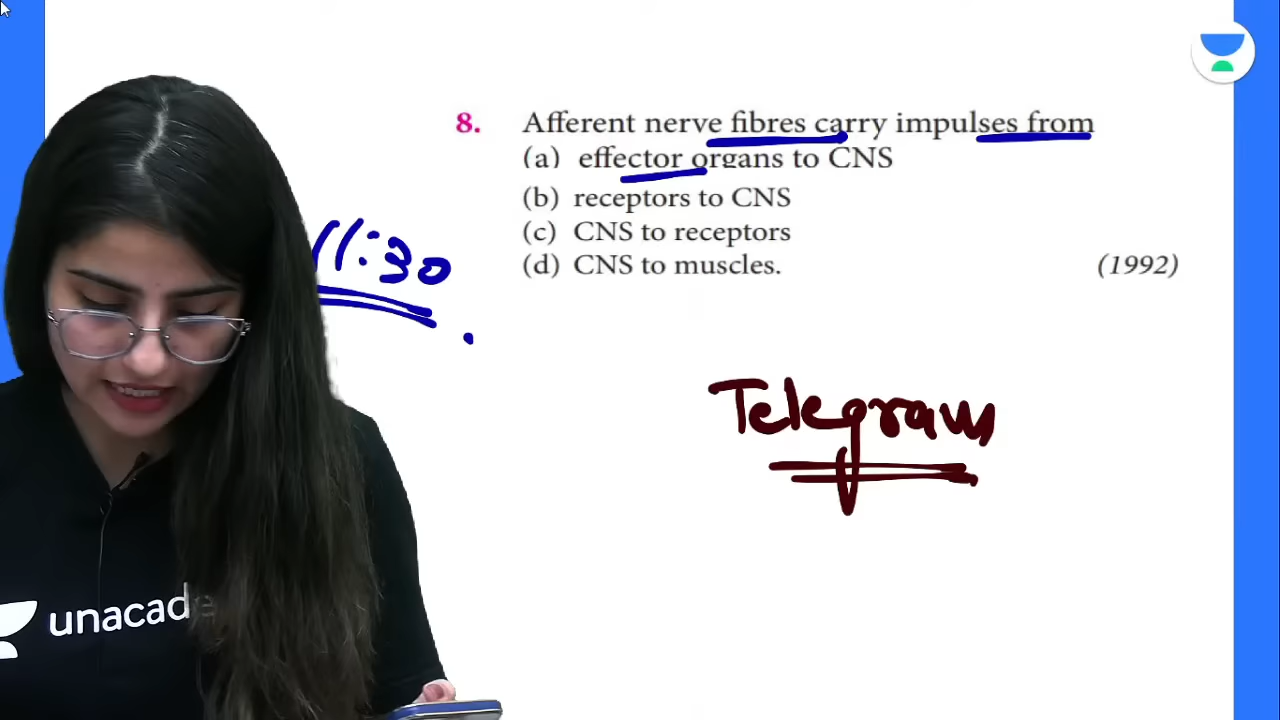 8. Afferent nerve fibres carry impulses from
(a) effector organs to CNS
(b) receptors to CNS
(c) CNS to receptors
(d) CNS to muscles. (1992)
11:30
Telegram
unacade